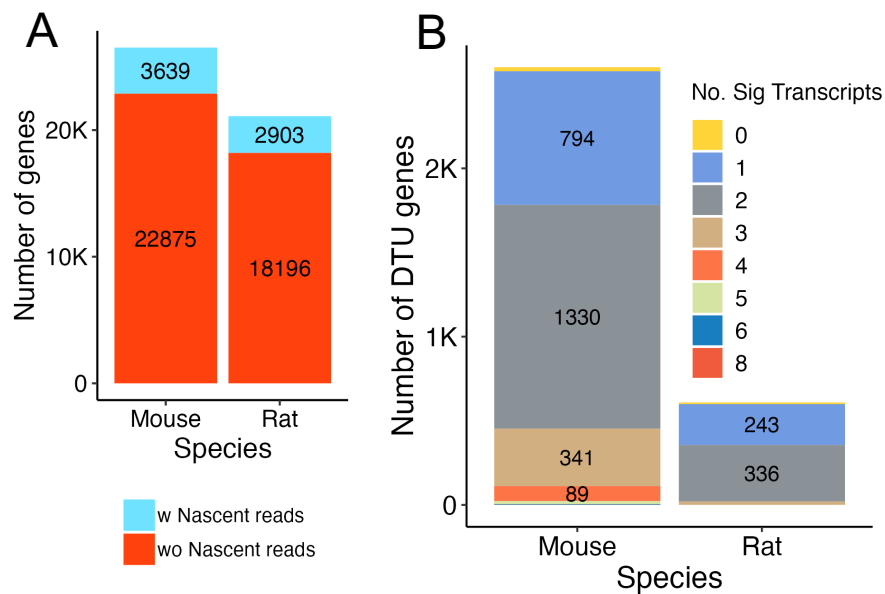 A
Number of genes
20K
10K
0
3639
22875
2903
18196
Mouse
Rat
Species
w Nascent reads
wo Nascent reads
B
Number of DTU genes
2K
1K
0
794
1330
341
89
243
336
Mouse
Rat
Species
No. Sig Transcripts
0
1
2
3
4
5
6
8